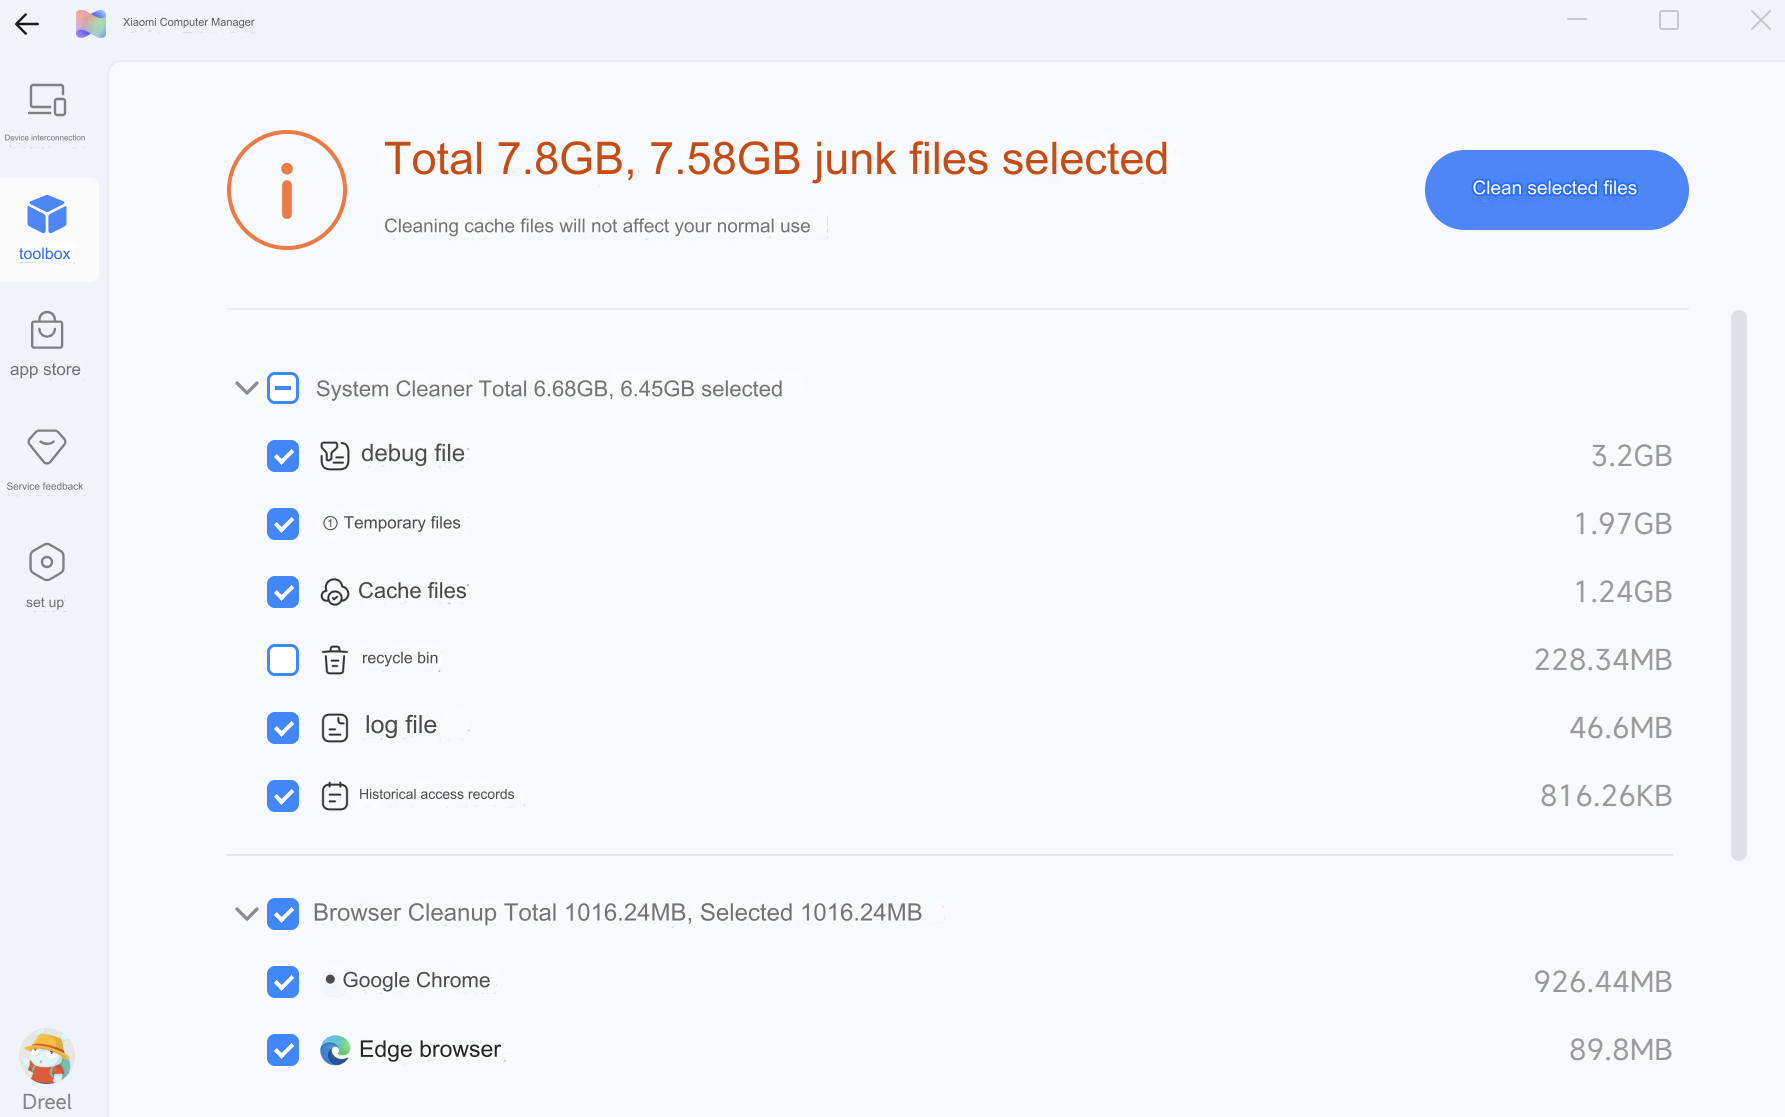 Xiaomi Computer Manager
Device interconnection
toolbox
app store
Service feedback
set up
Dreel
Total 7.8GB, 7.58GB junk files selected
Cleaning cache files will not affect your normal use
Clean selected files
System Cleaner Total 6.68GB, 6.45GB selected
debug file 3.2GB
① Temporary files 1.97GB
Cache files 1.24GB
recycle bin 228.34MB
log file 46.6MB
Historical access records 816.26KB
Browser Cleanup Total 1016.24MB, Selected 1016.24MB
• Google Chrome 926.44MB
Edge browser 89.8MB